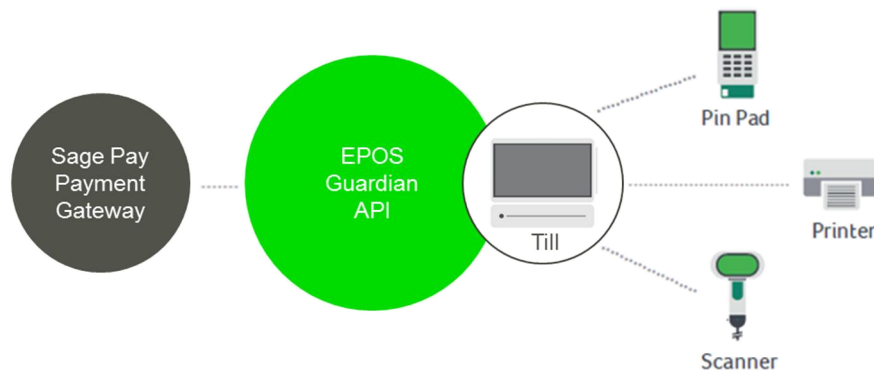 Sage Pay
Payment
Gateway
EPOS
Guardian
API
Till
Pin Pad
Printer
Scanner